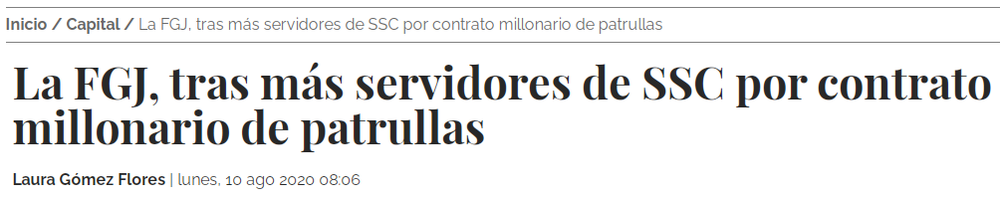 Inicio / Capital / La FGJ, tras más servidores de SSC por contrato millonario de patrullas
La FGJ, tras más servidores de SSC por contrato
millonario de patrullas
Laura Gómez Flores | lunes, 10 ago 2020 08:06